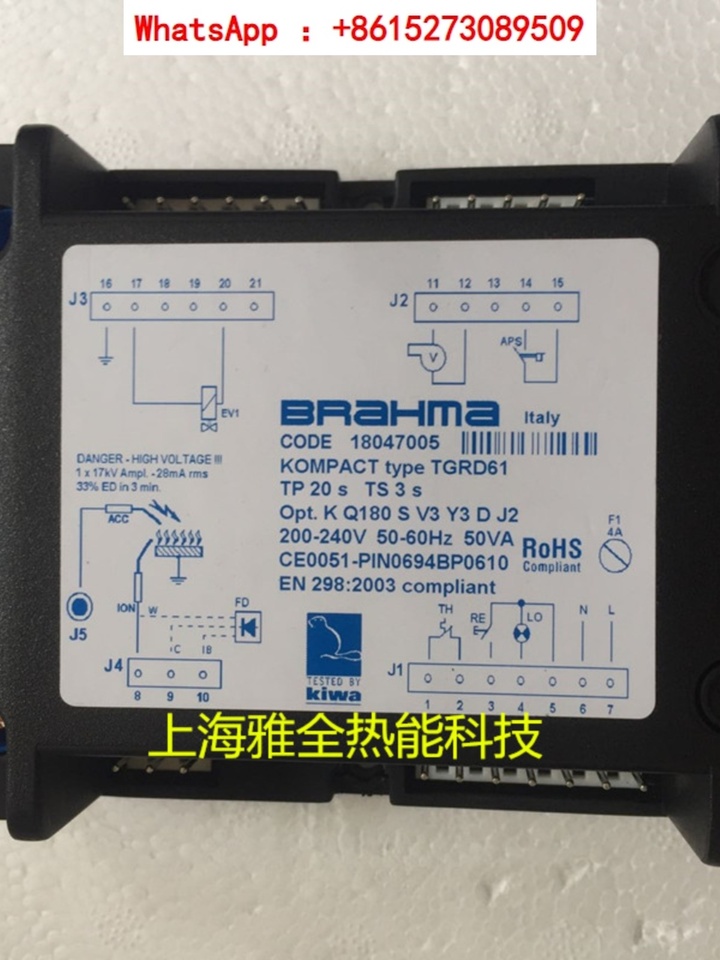 WhatsApp : +8615273089509
J3
16 17 18 19 20 21
EV1
J2
11 12 13 14 15
V
APS
BRAHMA Italy
CODE 18047005
KOMPACT type TGRD61
TP 20 s TS 3 s
Opt. K Q180 S V3 Y3 D J2
200-240V 50-60Hz 50VA
CE0051-PIN0694BP0610
EN 298:2003 compliant
RoHS
Compliant
F1
4A
DANGER - HIGH VOLTAGE !!!
1 x 17kV Ampl. -28mA rms
33% ED in 3 min.
ACC
ION
W
FD
IC IB
J5
J4
8 9 10
TESTED BY
kiwa
TH
RE
LO
N L
J1
1 2 3 4 5 6 7
上海雅全热能科技